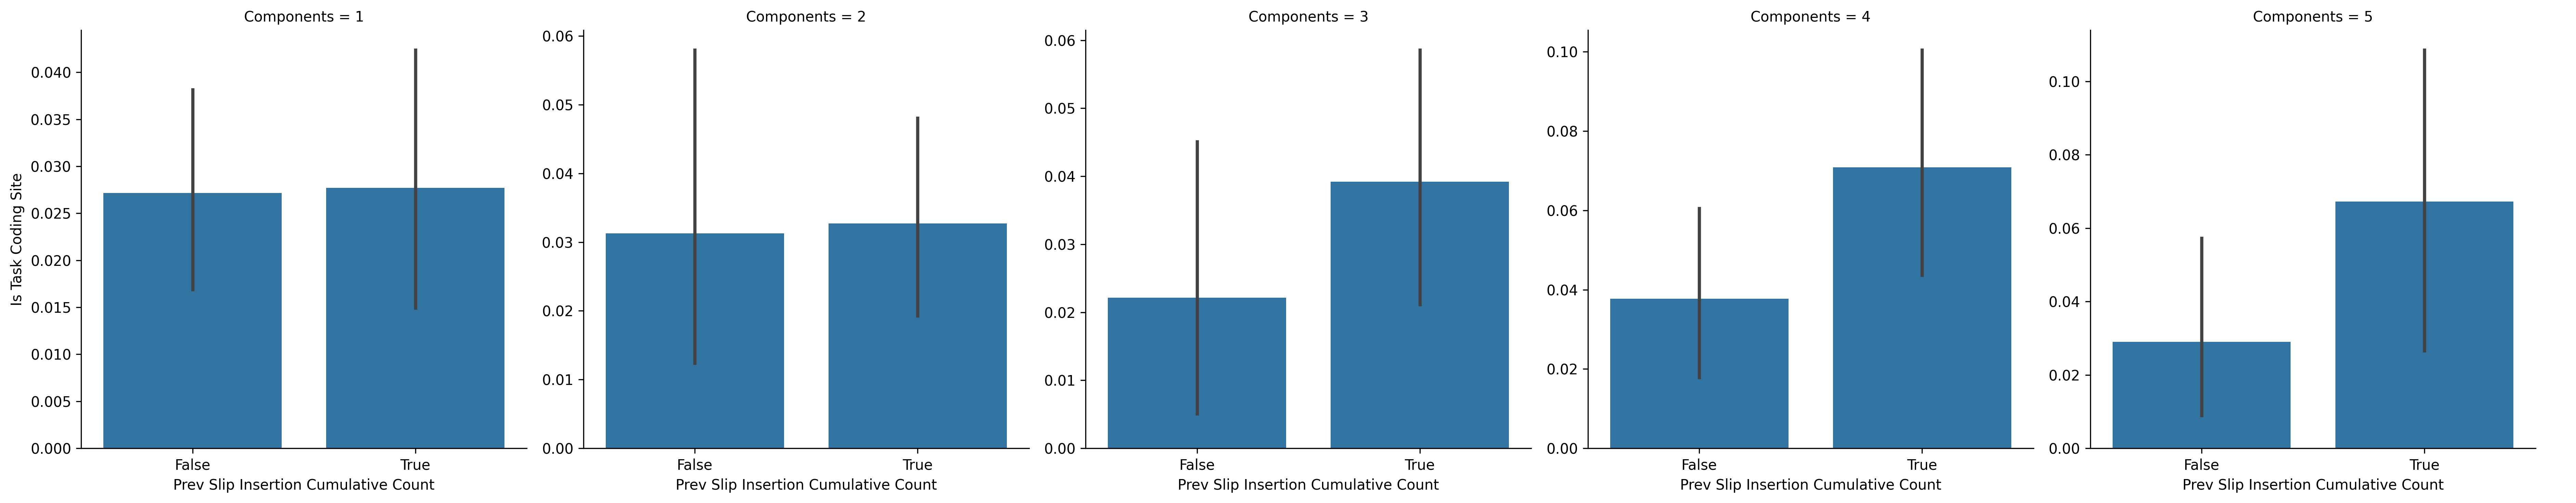 Components = 1
Components = 2
Components = 3
Components = 4
Components = 5
Is Task Coding Site
0.040
0.035
0.030
0.025
0.020
0.015
0.010
0.005
0.000
False
True
Prev Slip Insertion Cumulative Count
0.06
0.05
0.04
0.03
0.02
0.01
0.00
False
True
Prev Slip Insertion Cumulative Count
0.06
0.05
0.04
0.03
0.02
0.01
0.00
False
True
Prev Slip Insertion Cumulative Count
0.10
0.08
0.06
0.04
0.02
0.00
False
True
Prev Slip Insertion Cumulative Count
0.10
0.08
0.06
0.04
0.02
0.00
False
True
Prev Slip Insertion Cumulative Count